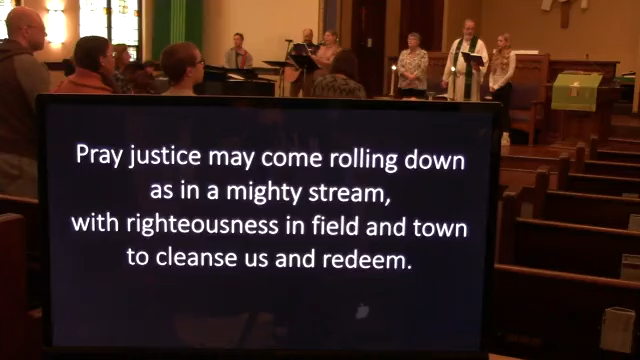 Pray justice may come rolling down
as in a mighty stream,
with righteousness in field and town
to cleanse us and redeem.